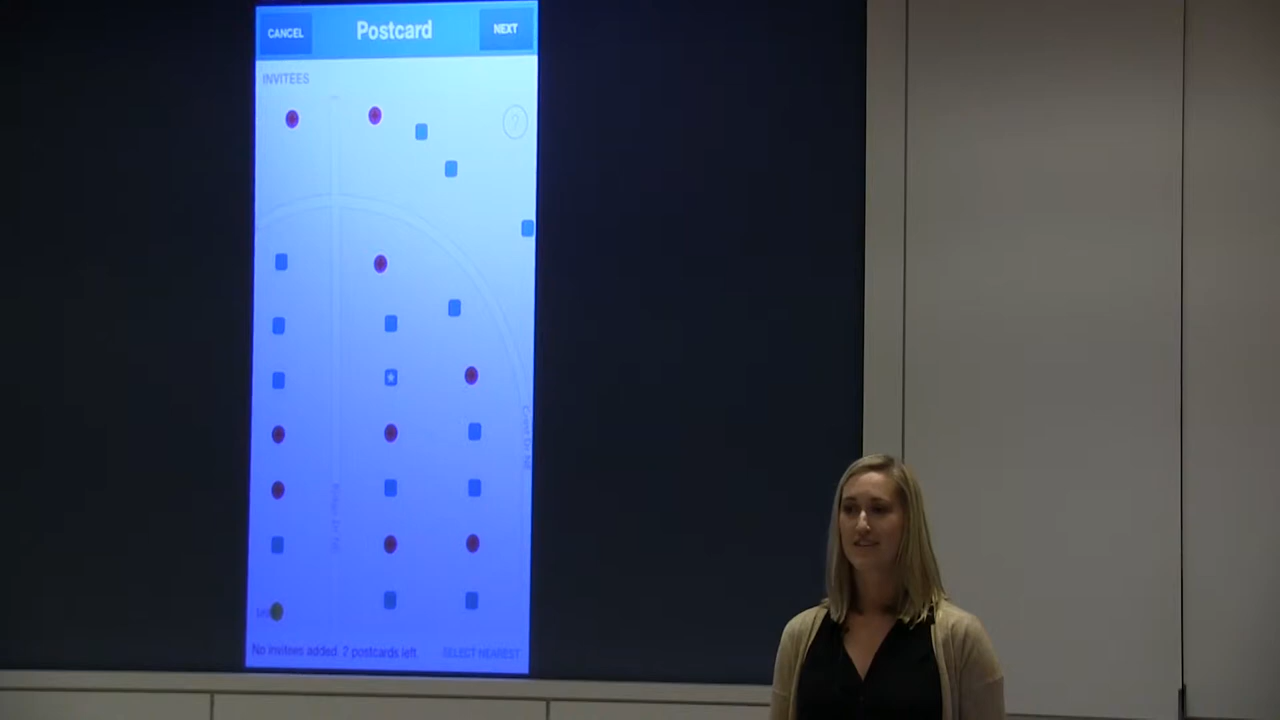 CANCEL
Postcard
NEXT
INVITEES
?
No invitees added. 2 postcards left.
SELECT NEAREST